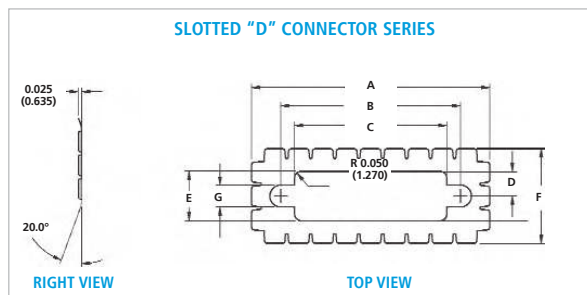 SLOTTED “D” CONNECTOR SERIES
A
B
C
0.025
(0.635)
R 0.050
(1.270)
D
E
G
F
20.0°
RIGHT VIEW
TOP VIEW